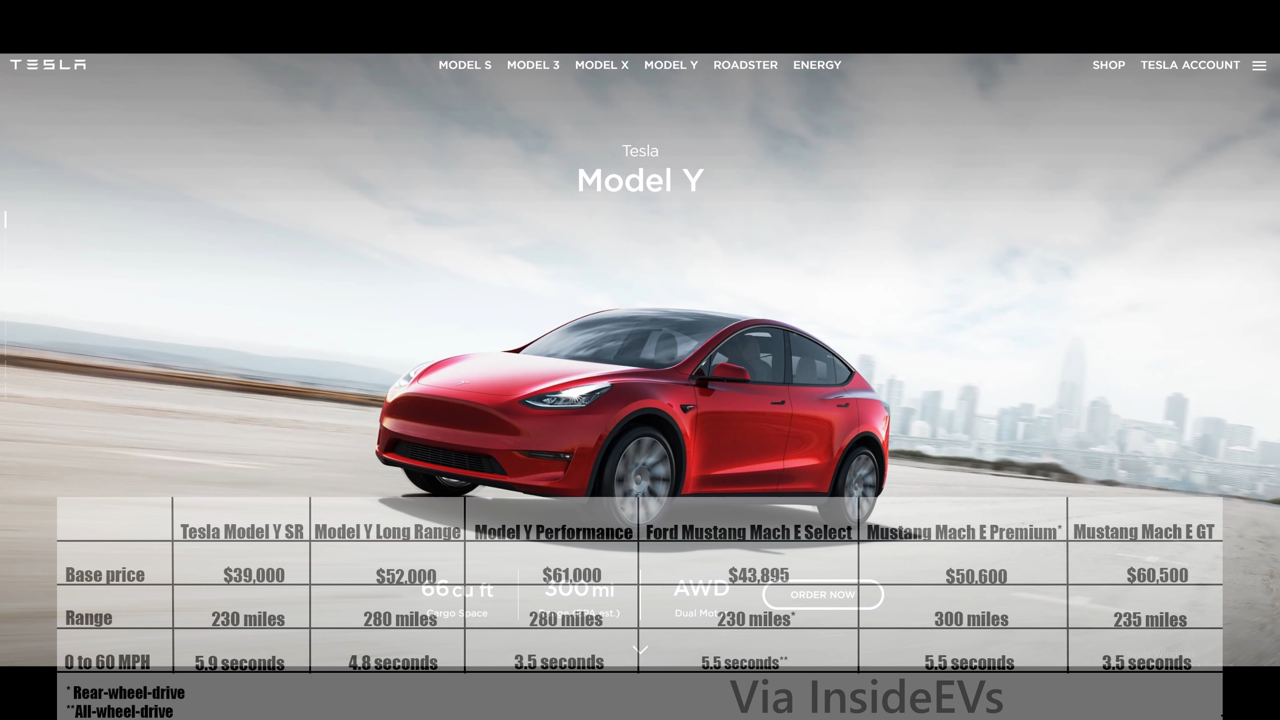 TESLA MODEL S MODEL 3 MODEL X MODEL Y ROADSTER ENERGY SHOP TESLA ACCOUNT
Tesla
Model Y
Tesla Model Y SR Model Y Long Range Model Y Performance Ford Mustang Mach E Select Mustang Mach E Premium* Mustang Mach E GT
Base price $39,000 $52,000 $61,000 $43,895 $50.600 $60,500
66 cu ft 300 mi AWD ORDER NOW
Cargo Space Range (EPA est.) Dual Motor
Range 230 miles 280 miles 280 miles 230 miles* 300 miles 235 miles
0 to 60 MPH 5.9 seconds 4.8 seconds 3.5 seconds 5.5 seconds** 5.5 seconds 3.5 seconds
* Rear-wheel-drive
**All-wheel-drive
Via InsideEVs